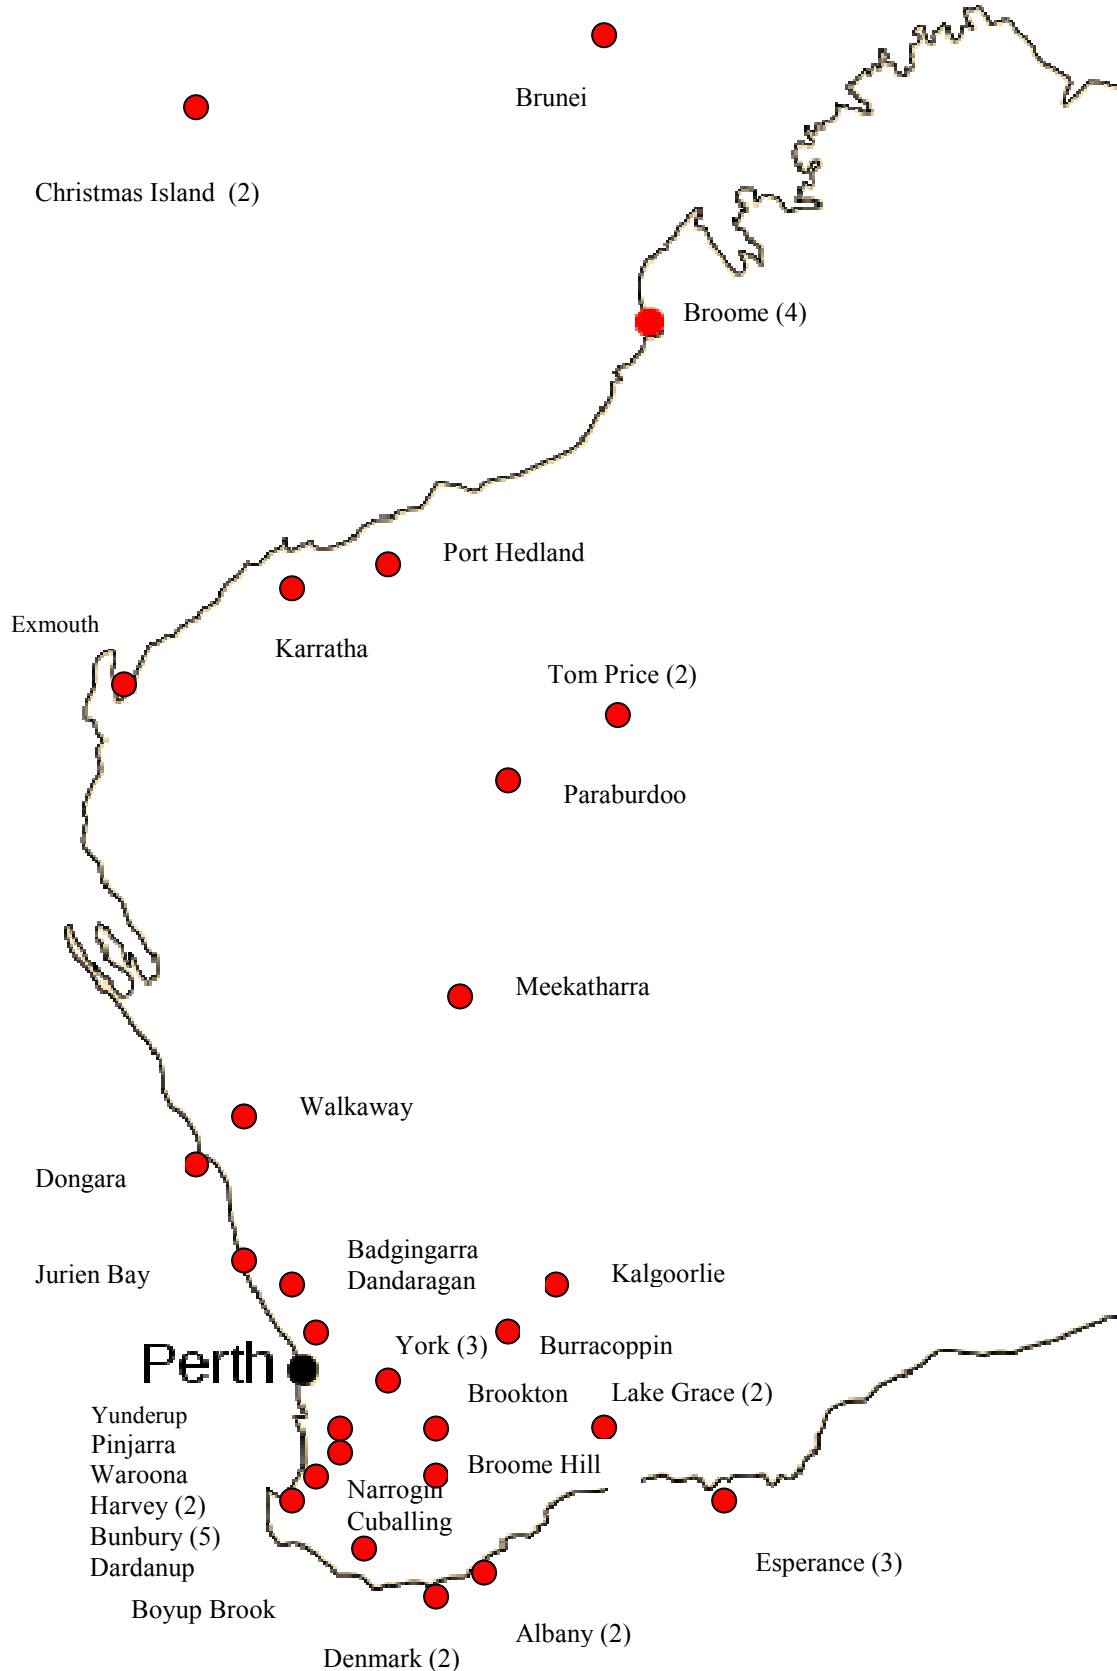 Brunei
Christmas Island  (2)
Broome (4)
Port Hedland
Exmouth
Karratha
Tom Price (2)
Paraburdoo
Meekatharra
Walkaway
Dongara
Badgingarra
Dandaragan
Jurien Bay
Kalgoorlie
York (3)
Burracoppin
Perth
Brookton
Lake Grace (2)
Yunderup
Pinjarra
Waroona
Harvey (2)
Bunbury (5)
Dardanup
Broome Hill
Narrogin
Cuballing
Esperance (3)
Boyup Brook
Albany (2)
Denmark (2)